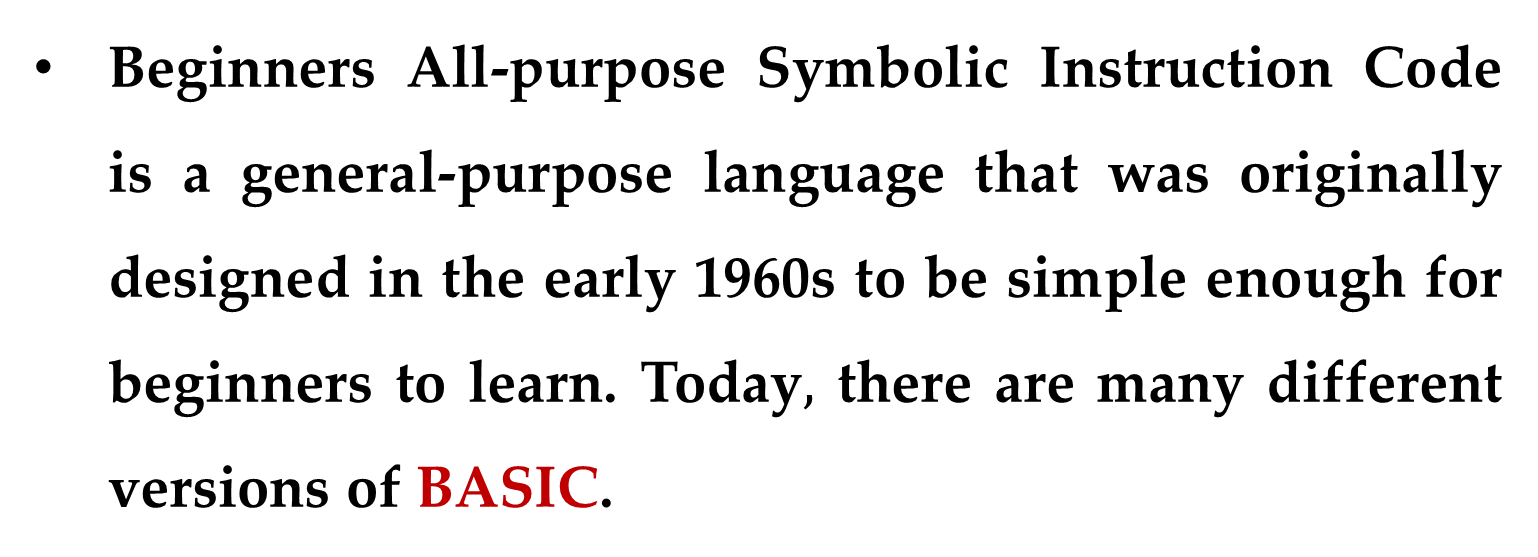 • Beginners All-purpose Symbolic Instruction Code
is a general-purpose language that was originally
designed in the early 1960s to be simple enough for
beginners to learn. Today, there are many different
versions of BASIC.